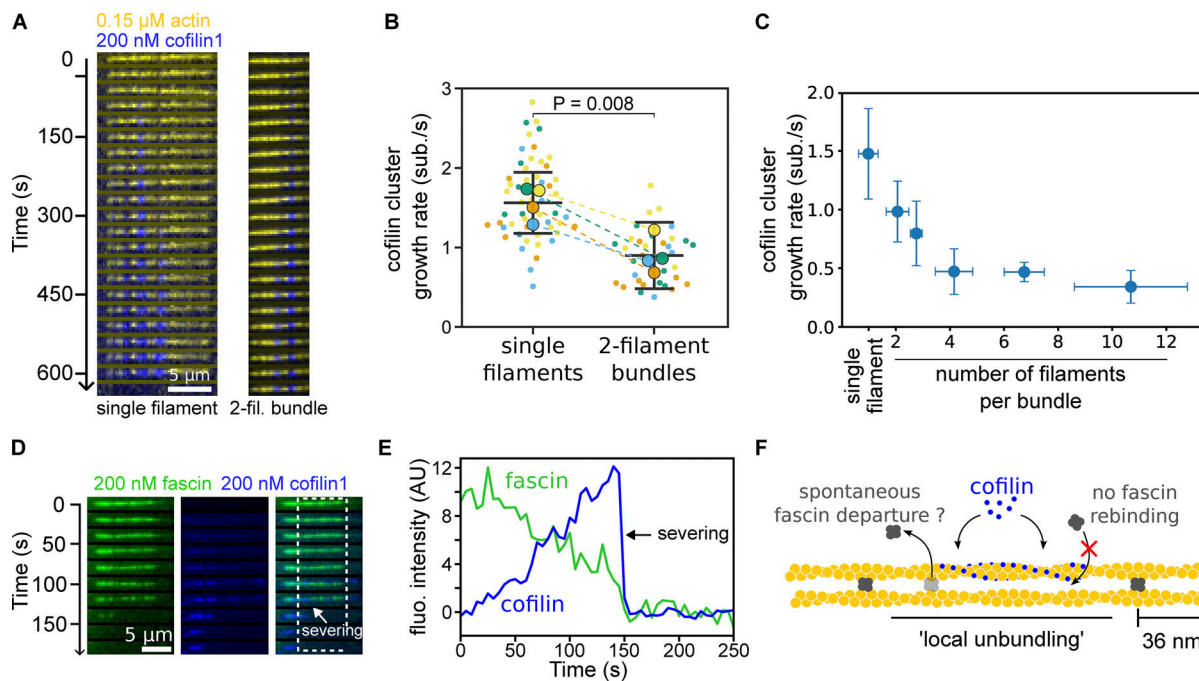 A
0.15 µM actin
200 nM cofilin1
0
150
300
450
600
Time (s)
5 µm
single filament
2-fil. bundle
B
P = 0.008
3
2
1
0
cofilin cluster
growth rate (sub./s)
single
filaments
2-filament
bundles
C
2.0
1.5
1.0
0.5
0.0
cofilin cluster
growth rate (sub./s)
single
filament
2 4 6 8 10 12
number of filaments
per bundle
D
200 nM fascin
200 nM cofilin1
0
50
100
150
Time (s)
5 µm
severing
E
12
8
4
0
fluo. intensity (AU)
fascin
cofilin
severing
0 50 100 150 200 250
Time (s)
F
spontaneous
fascin departure ?
cofilin
no fascin
rebinding
'local unbundling'
36 nm